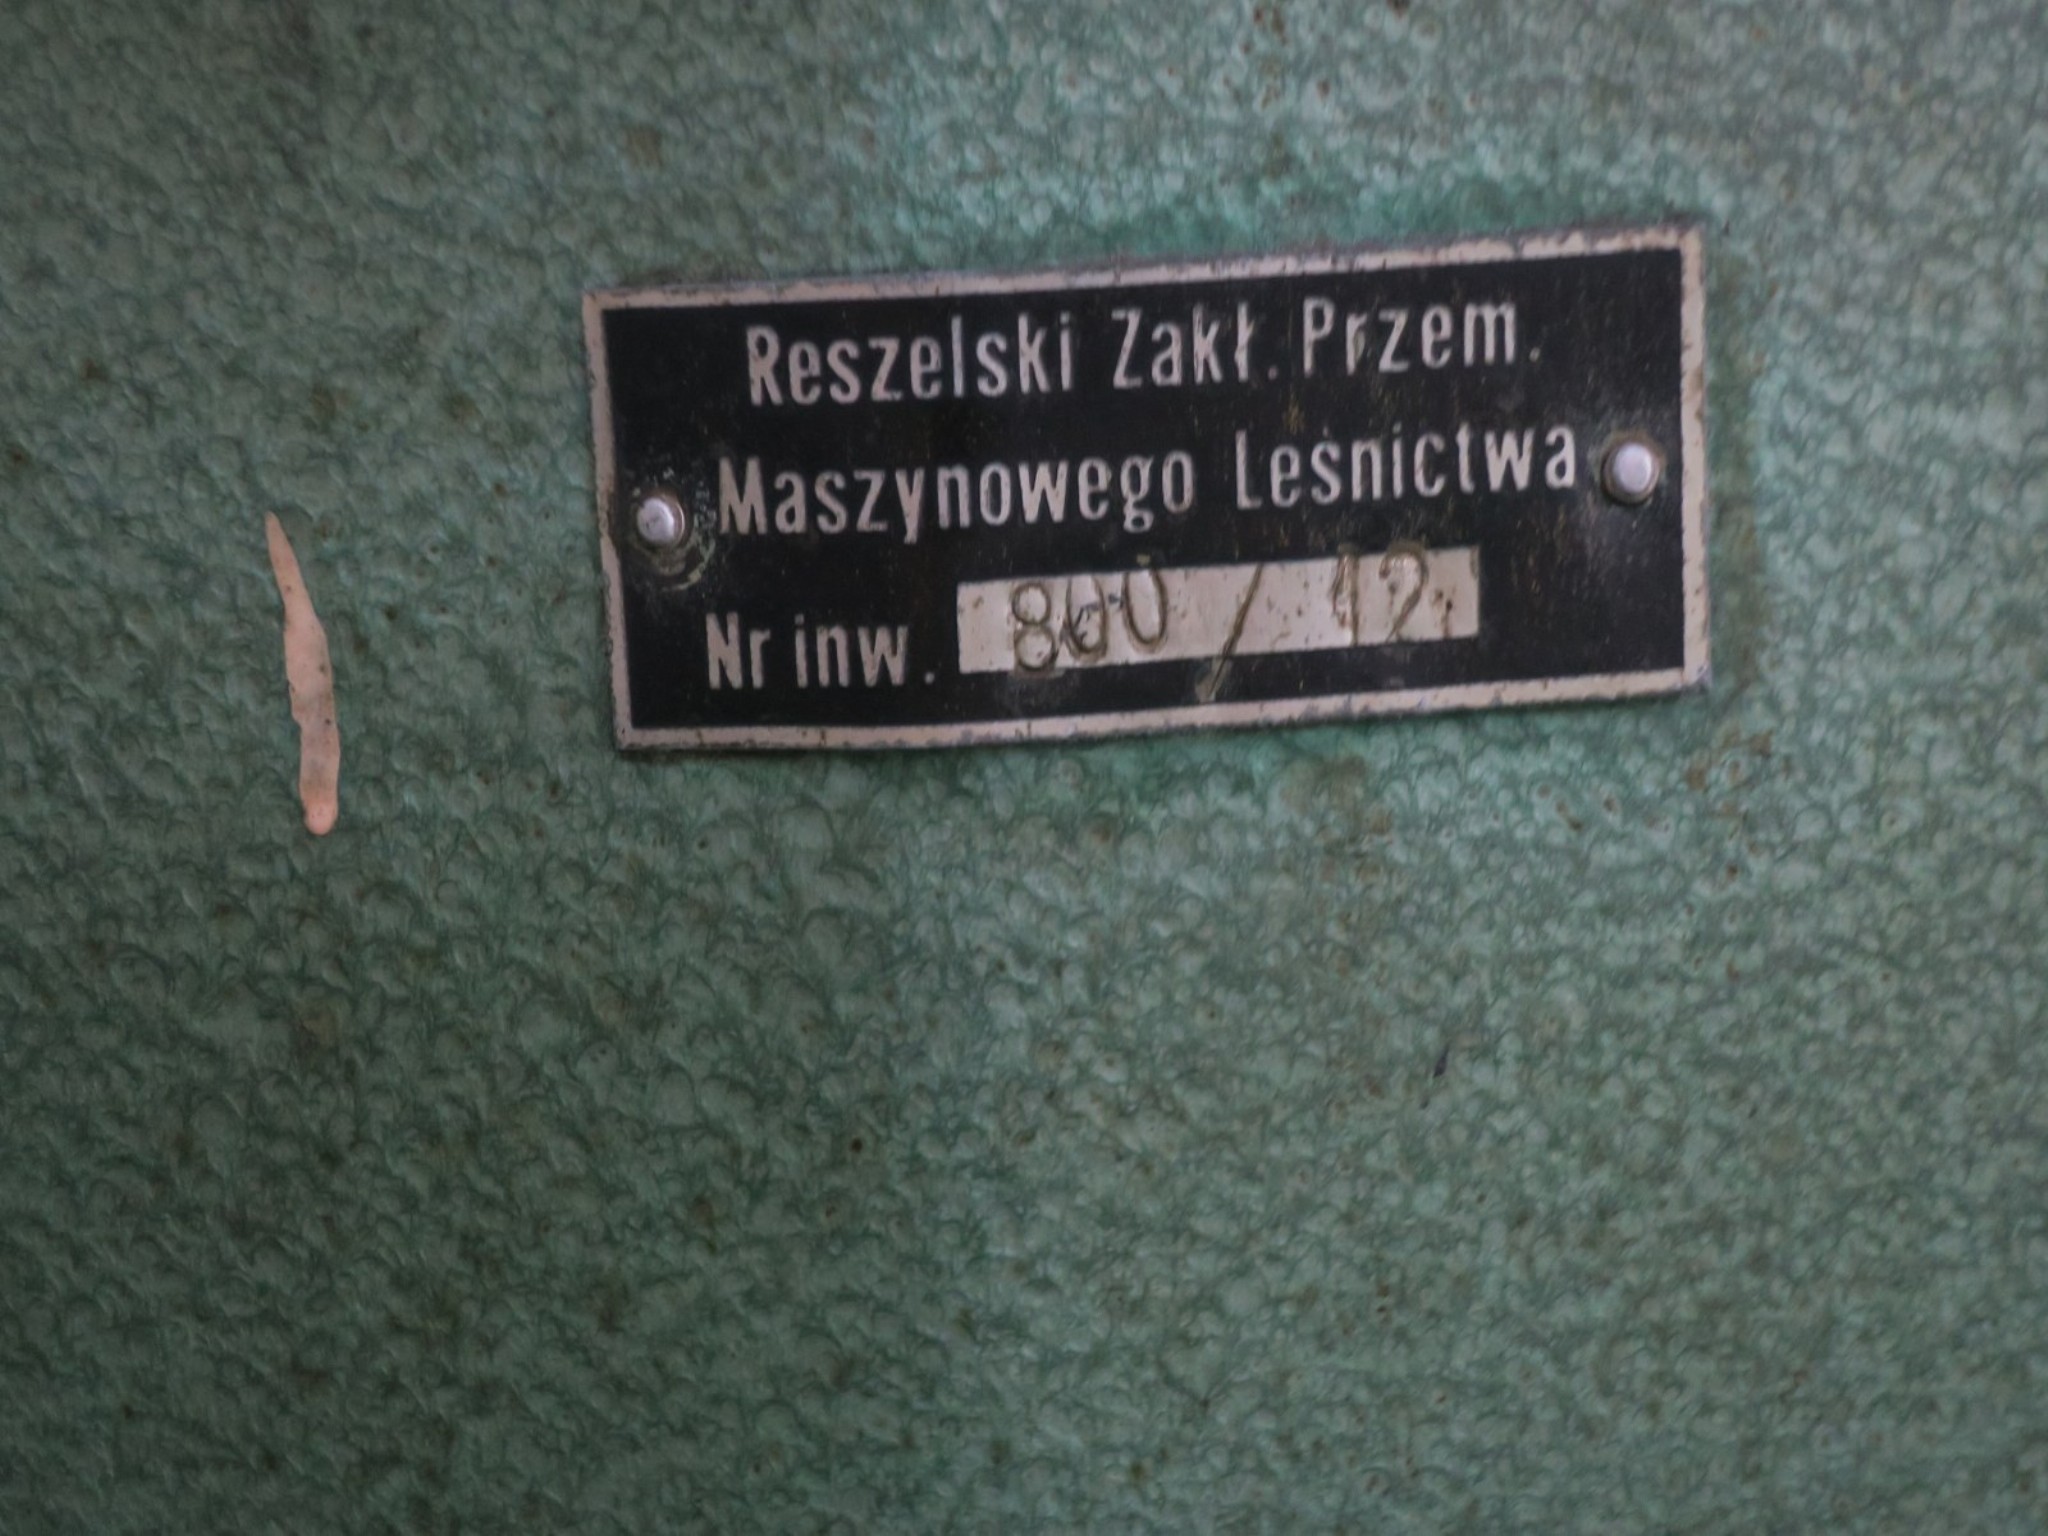 Reszelski Zakł. Przem.
Maszynowego Leśnictwa
Nr inw. 800 / 12